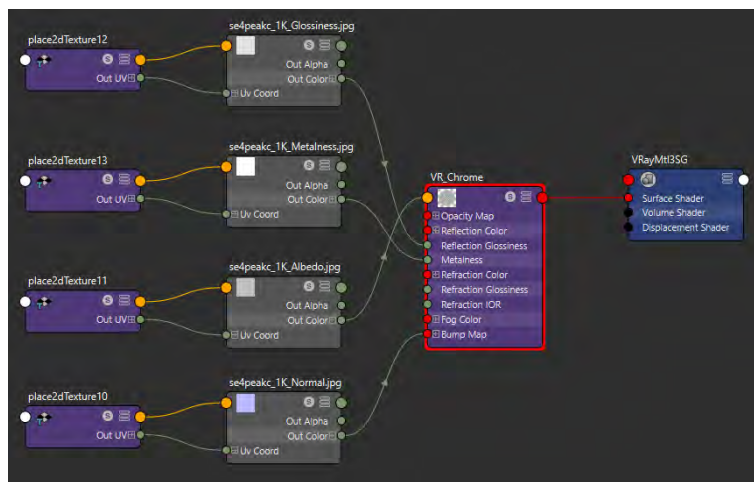 place2dTexture12
Out UV
se4peakc_1K_Glossiness.jpg
Out Alpha
Out Color
Uv Coord
place2dTexture13
Out UV
se4peakc_1K_Metalness.jpg
Out Alpha
Out Color
Uv Coord
place2dTexture11
Out UV
se4peakc_1K_Albedo.jpg
Out Alpha
Out Color
Uv Coord
place2dTexture10
Out UV
se4peakc_1K_Normal.jpg
Out Alpha
Out Color
Uv Coord
VR_Chrome
Opacity Map
Reflection Color
Reflection Glossiness
Metalness
Refraction Color
Refraction Glossiness
Refraction IOR
Fog Color
Bump Map
VRayMtl3SG
Surface Shader
Volume Shader
Displacement Shader